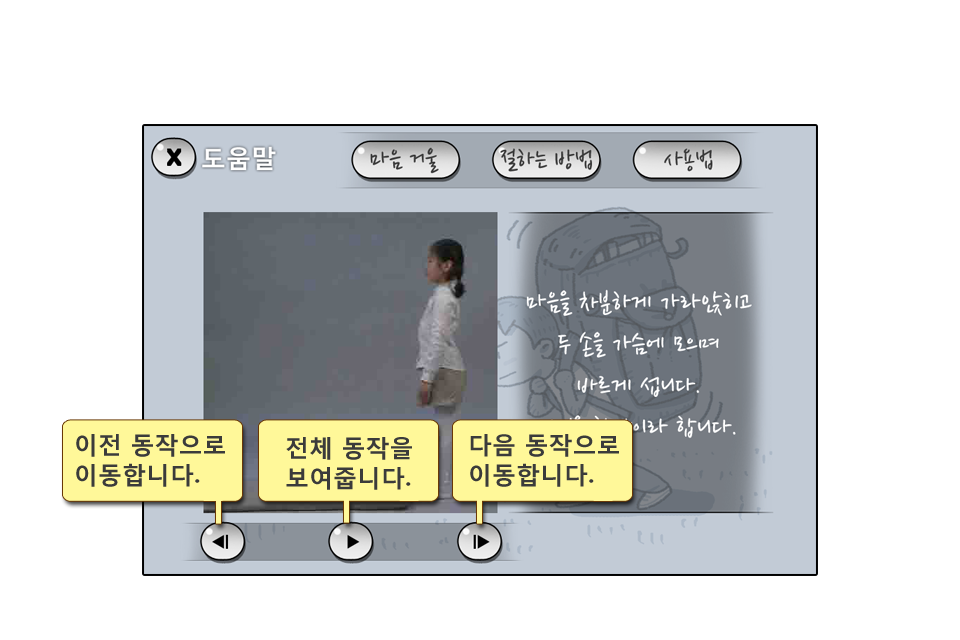 X 도움말
마음 거울
절하는 방법
사용법
마음을 차분하게 가라앉히고
두 손을 가슴에 모으며
바르게 섭니다.
합니다.
이전 동작으로
이동합니다.
전체 동작을
보여줍니다.
다음 동작으로
이동합니다.